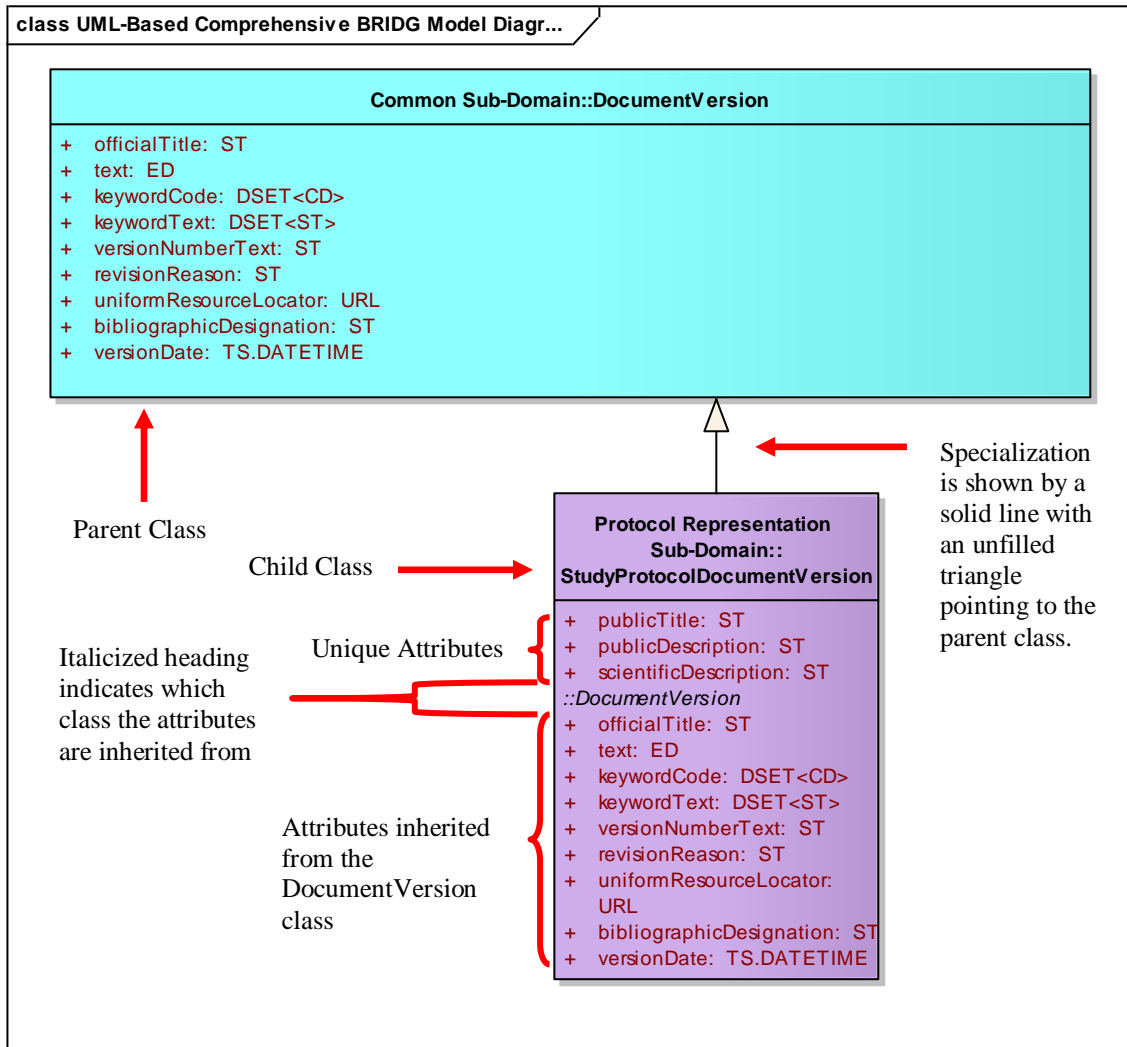 class UML-Based Comprehensive BRIDG Model Diagr...
Common Sub-Domain::DocumentVersion
+ officialTitle: ST
+ text: ED
+ keywordCode: DSET<CD>
+ keywordText: DSET<ST>
+ versionNumberText: ST
+ revisionReason: ST
+ uniformResourceLocator: URL
+ bibliographicDesignation: ST
+ versionDate: TS.DATETIME
Parent Class
Specialization
is shown by a
solid line with
an unfilled
triangle
pointing to the
parent class.
Child Class
Protocol Representation
Sub-Domain::
StudyProtocolDocumentVersion
Unique Attributes
+ publicTitle: ST
+ publicDescription: ST
+ scientificDescription: ST
Italicized heading
indicates which
class the attributes
are inherited from
::DocumentVersion
+ officialTitle: ST
+ text: ED
+ keywordCode: DSET<CD>
+ keywordText: DSET<ST>
+ versionNumberText: ST
+ revisionReason: ST
+ uniformResourceLocator:
URL
+ bibliographicDesignation: ST
+ versionDate: TS.DATETIME
Attributes inherited
from the
DocumentVersion
class